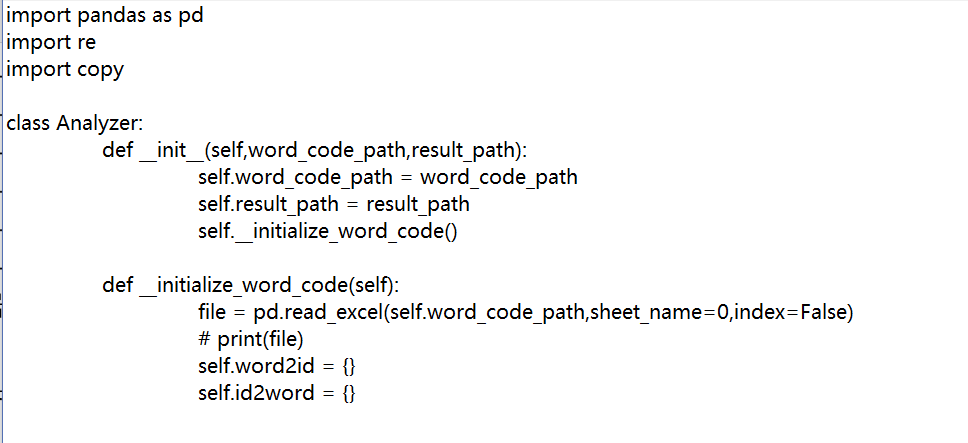 import pandas as pd
import re
import copy
class Analyzer:
def __init__(self,word_code_path,result_path):
self.word_code_path = word_code_path
self.result_path = result_path
self.__initialize_word_code()
def __initialize_word_code(self):
file = pd.read_excel(self.word_code_path,sheet_name=0,index=False)
# print(file)
self.word2id = {}
self.id2word = {}